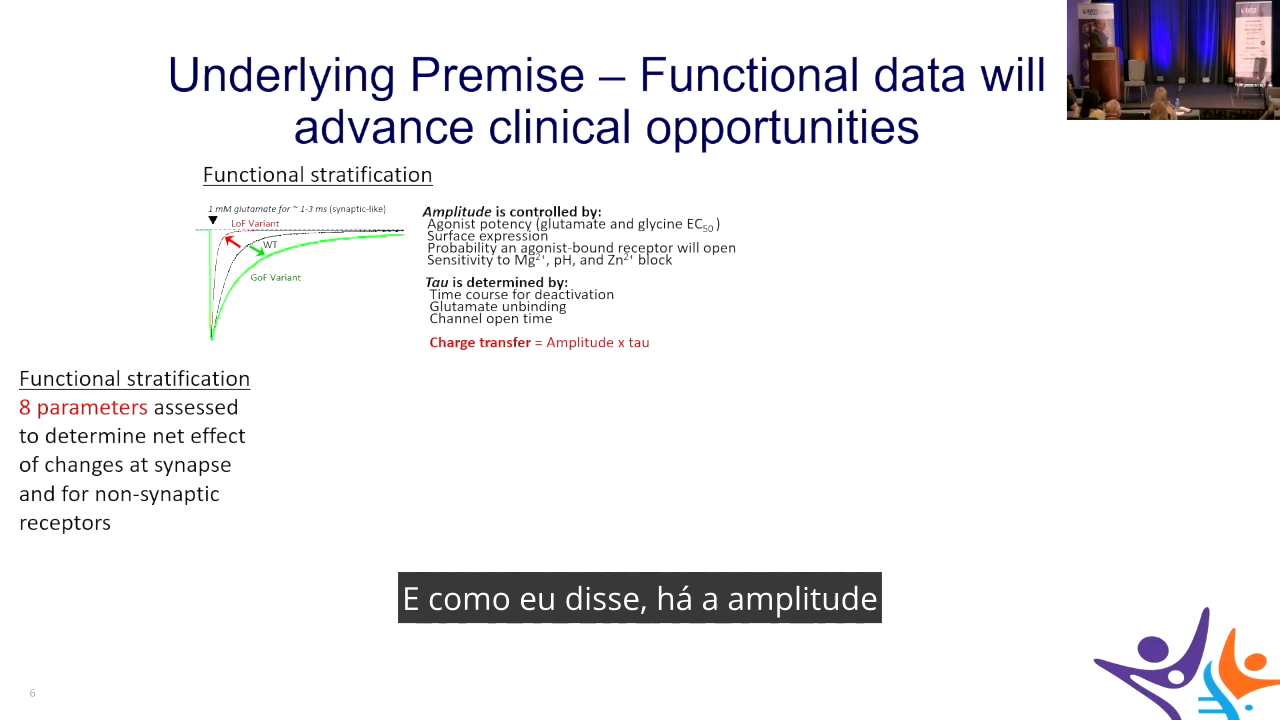 Underlying Premise – Functional data will
advance clinical opportunities
Functional stratification
1 mM glutamate for ~ 1-3 ms (synaptic-like)
LoF Variant
WT
GoF Variant
Amplitude is controlled by:
Agonist potency (glutamate and glycine EC50)
Surface expression
Probability an agonist-bound receptor will open
Sensitivity to Mg2+, pH, and Zn2+ block
Tau is determined by:
Time course for deactivation
Glutamate unbinding
Channel open time
Charge transfer = Amplitude x tau
Functional stratification
8 parameters assessed
to determine net effect
of changes at synapse
and for non-synaptic
receptors
E como eu disse, há a amplitude
6